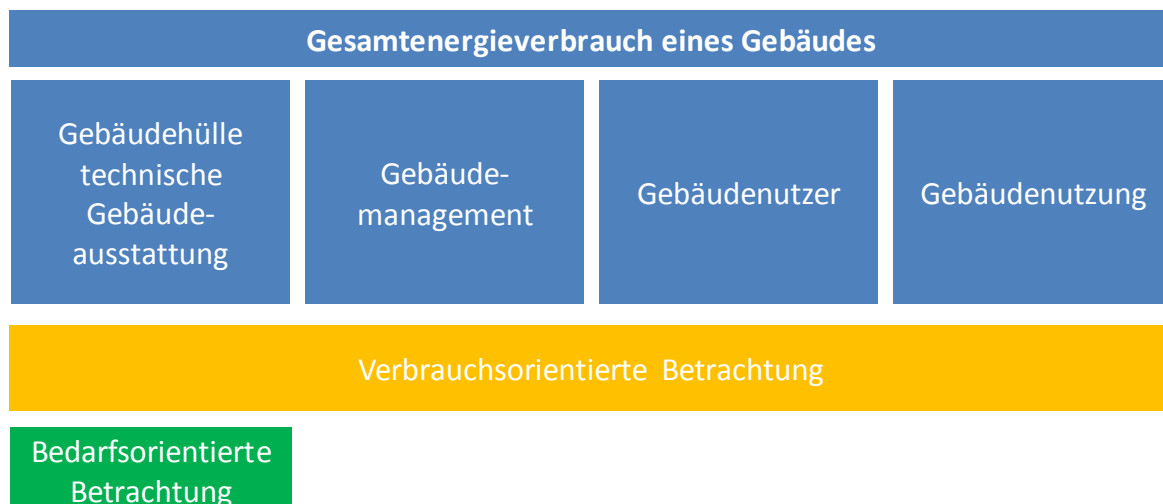 Gesamtenergieverbrauch eines Gebäudes
Gebäudehülle
technische
Gebäude-
ausstattung
Gebäude-
management
Gebäudenutzer
Gebäudenutzung
Verbrauchsorientierte Betrachtung
Bedarfsorientierte
Betrachtung